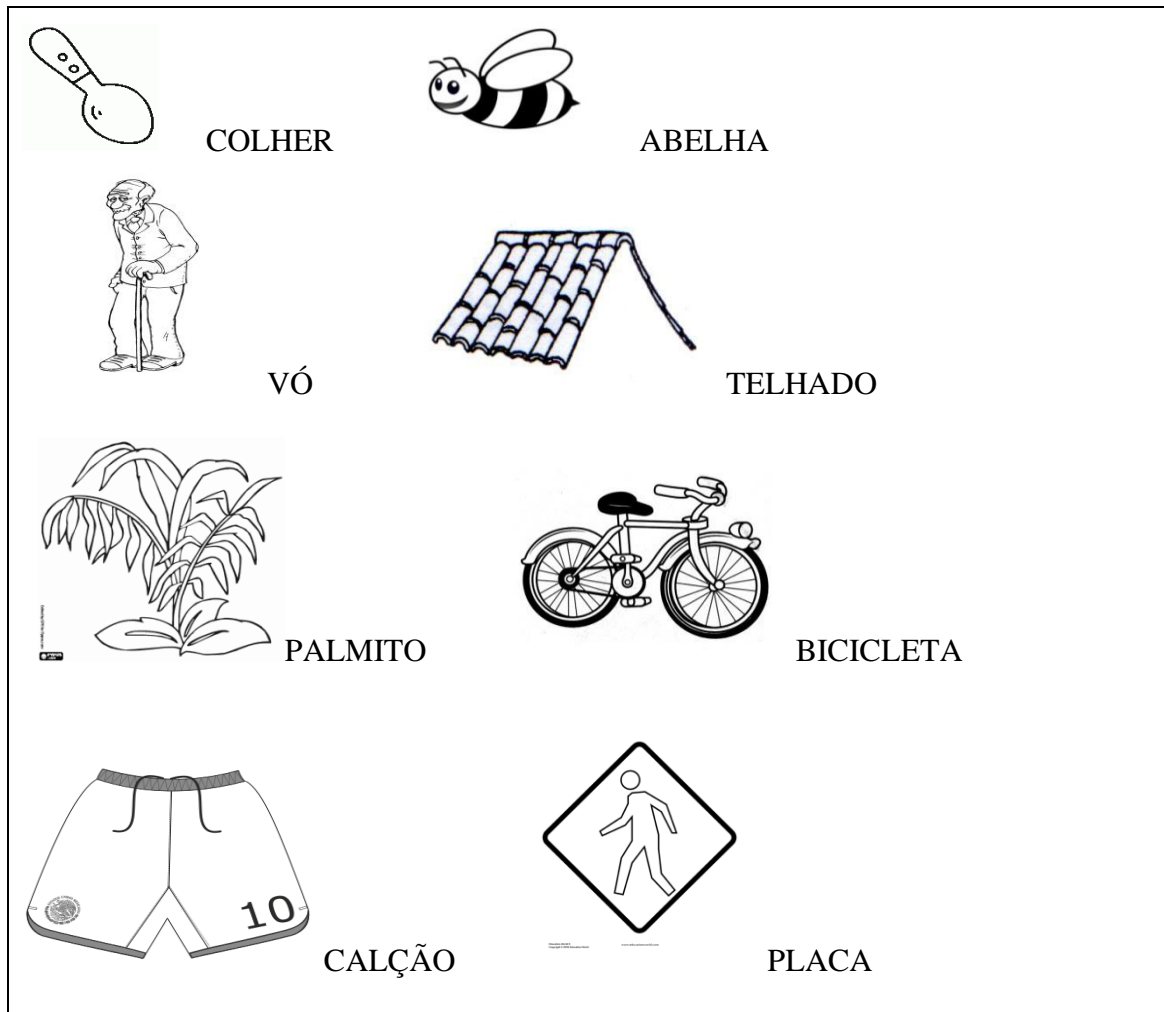 COLHER ABELHA
VÓ TELHADO
PALMITO BICICLETA
10
CALÇÃO PLACA